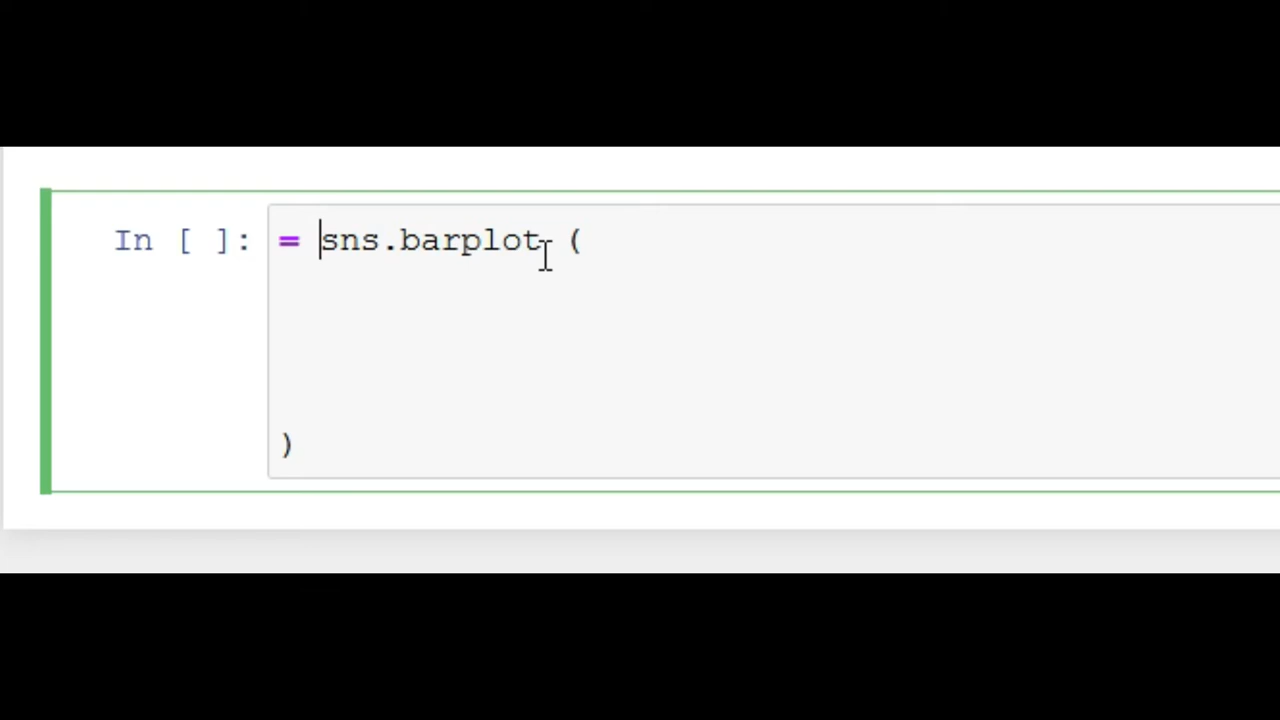 In [ ]: = sns.barplot (
)